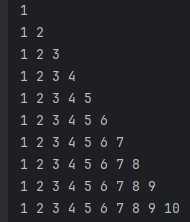 1
1 2
1 2 3
1 2 3 4
1 2 3 4 5
1 2 3 4 5 6
1 2 3 4 5 6 7
1 2 3 4 5 6 7 8
1 2 3 4 5 6 7 8 9
1 2 3 4 5 6 7 8 9 10